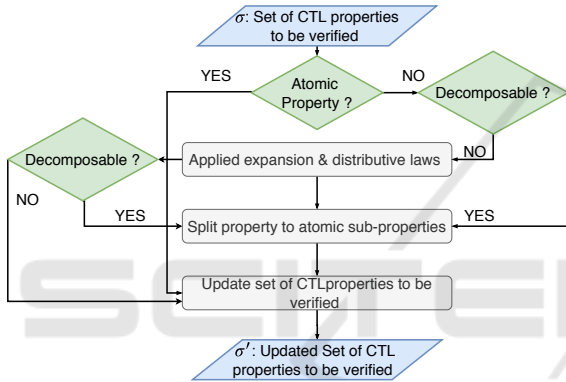 σ: Set of CTL properties
to be verified
YES
Atomic
Property ?
NO
Decomposable ?
Decomposable ?
Applied expansion & distributive laws
NO
NO
YES
Split property to atomic sub-properties
YES
Update set of CTLproperties to be
verified
σ': Updated Set of CTL
properties to be verified